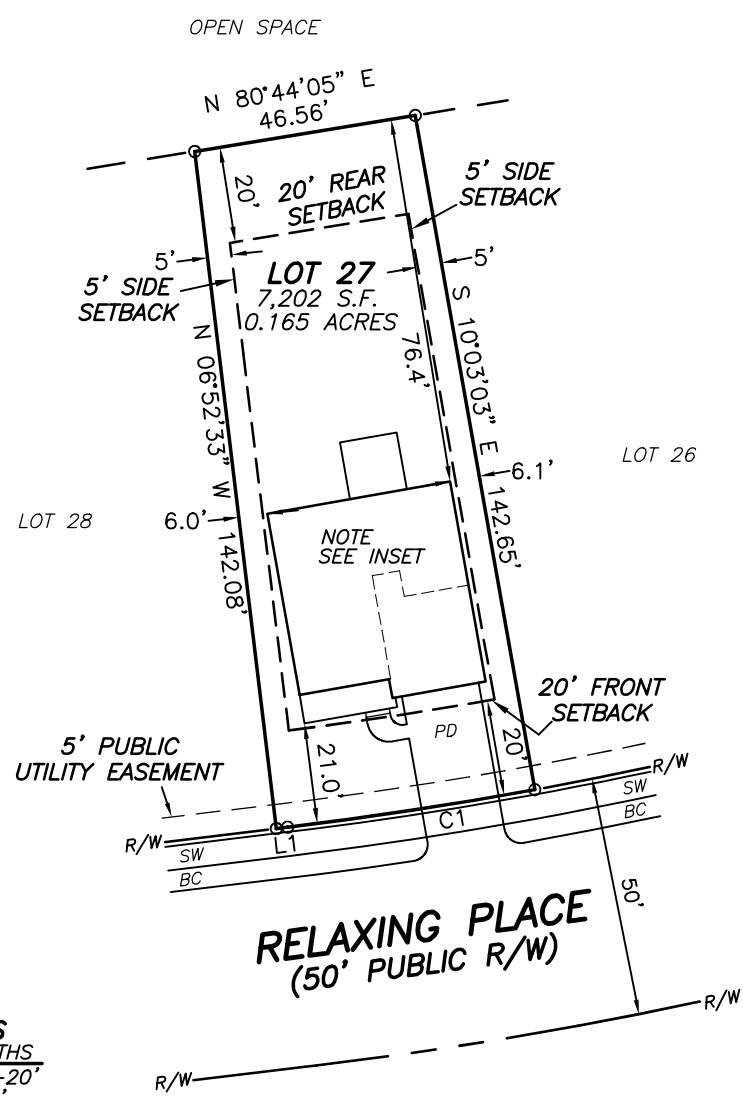 OPEN SPACE
N 80°44'05" E
46.56'
20'
20' REAR
SETBACK
5' SIDE
SETBACK
5'
5'
5' SIDE
SETBACK
LOT 27
7,202 S.F.
0.165 ACRES
76.4'
S 10°03'03" E 142.65'
N 06°52'33" W 142.08'
LOT 26
6.1'
LOT 28
6.0'
NOTE
SEE INSET
20' FRONT
SETBACK
5' PUBLIC
UTILITY EASEMENT
PD
21.0'
20'
R/W
SW
BC
C1
L1
R/W
SW
BC
50'
RELAXING PLACE
(50' PUBLIC R/W)
R/W
R/W
S
THS
-20'